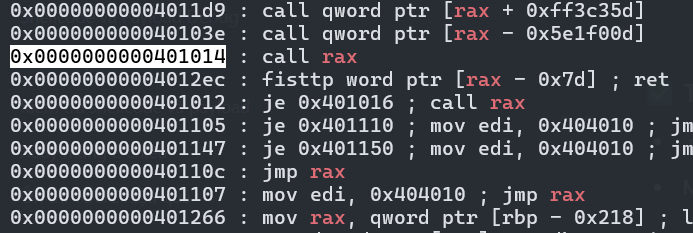 0x00000000004011d9 : call qword ptr [rax + 0xff3c35d]
0x000000000040103e : call qword ptr [rax - 0x5e1f00d]
0x0000000000401014 : call rax
0x00000000004012ec : fisttp word ptr [rax - 0x7d] ; ret
0x0000000000401012 : je 0x401016 ; call rax
0x0000000000401105 : je 0x401110 ; mov edi, 0x404010 ; jm
0x0000000000401147 : je 0x401150 ; mov edi, 0x404010 ; jm
0x000000000040110c : jmp rax
0x0000000000401107 : mov edi, 0x404010 ; jmp rax
0x0000000000401266 : mov rax, qword ptr [rbp - 0x218] ; l